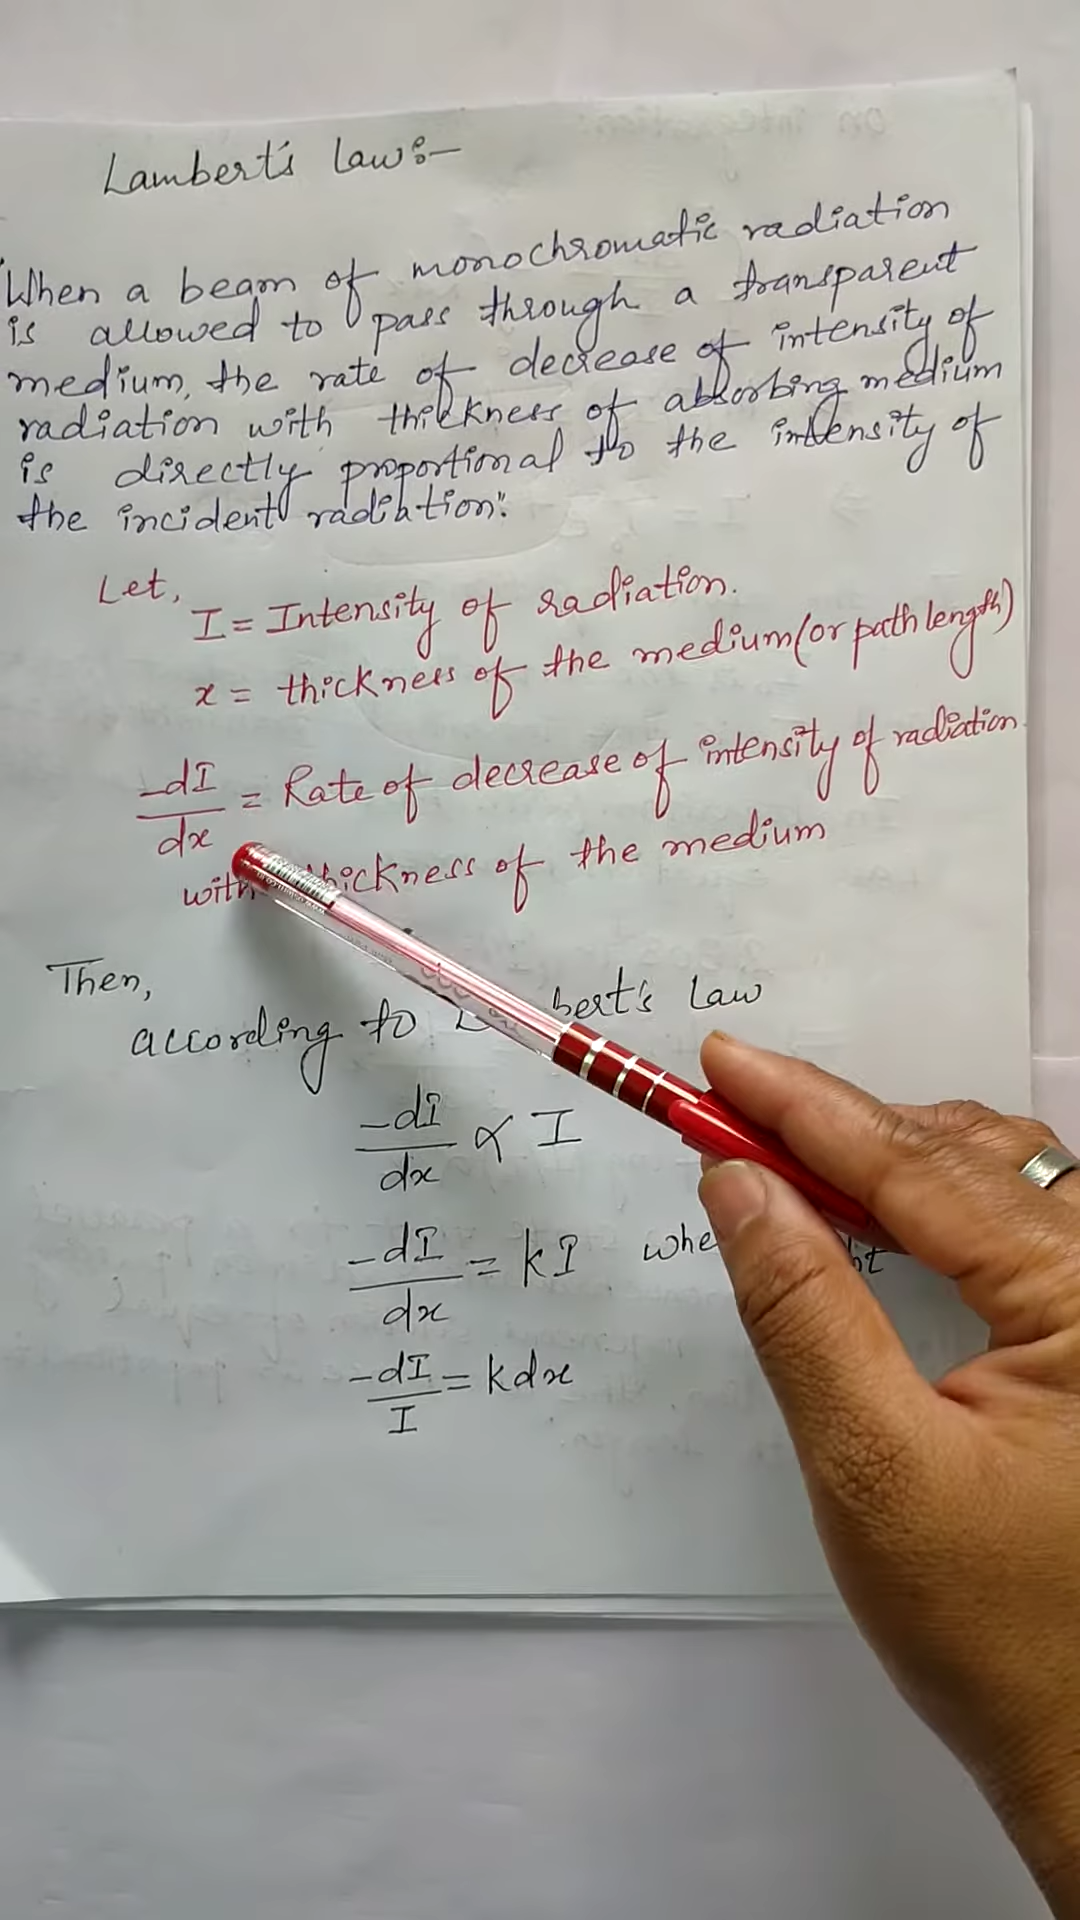 Lambert's Law:-
"When a beam of monochromatic radiation
is allowed to pass through a transparent
medium, the rate of decrease of intensity of
radiation with thickness of absorbing medium
is directly proportional to the intensity of
the incident radiation".
Let,
I = Intensity of radiation.
x = thickness of the medium (or path length)
-dI/dx = Rate of decrease of intensity of radiation
with thickness of the medium
Then,
according to Lambert's Law
-dI/dx ∝ I
-dI/dx = kI
-dI/I = kdx